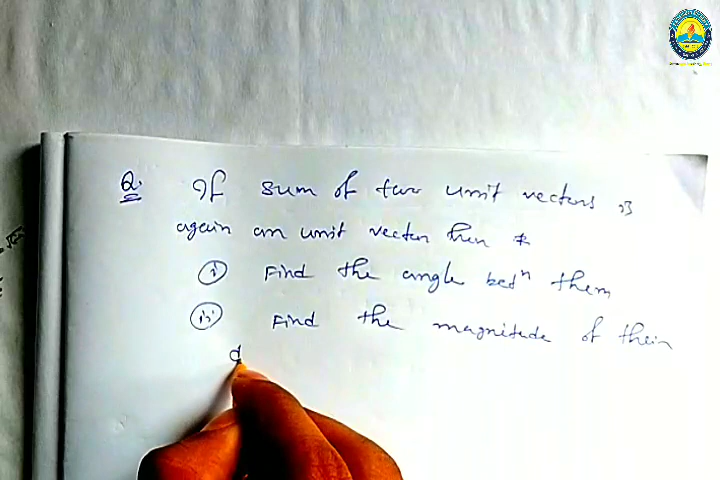 Q. If sum of two unit vectors is
again an unit vector then *
(i) Find the angle betn them
(ii) Find the magnitude of their
d